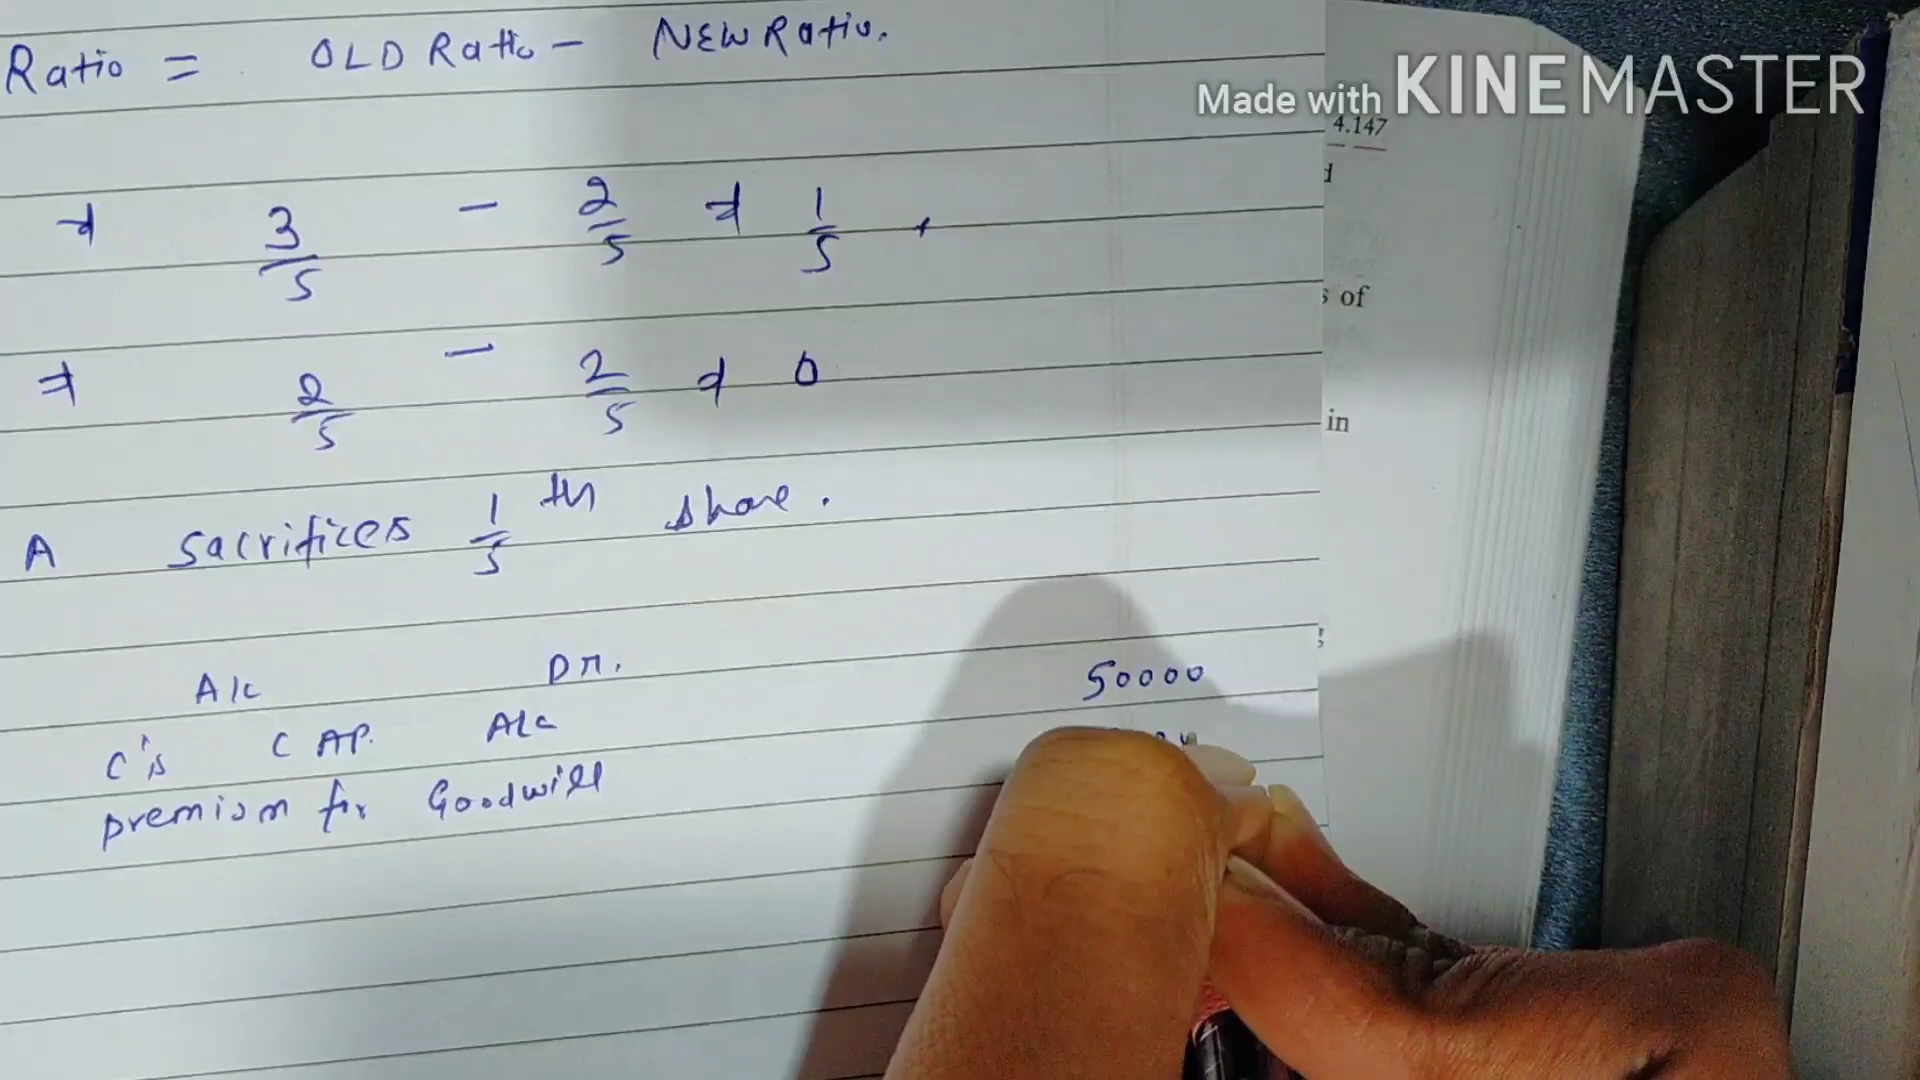 Ratio = OLD Ratio - NEW Ratio.
Made with KINEMASTER
4.147
⇒ 3/5 - 2/5 ⇒ 1/5
s of
⇒ 2/5 - 2/5 ⇒ 0
in
A sacrifices 1/5 th share.
A/c Dr. 50000
C's CAP. A/c
premium for Goodwill